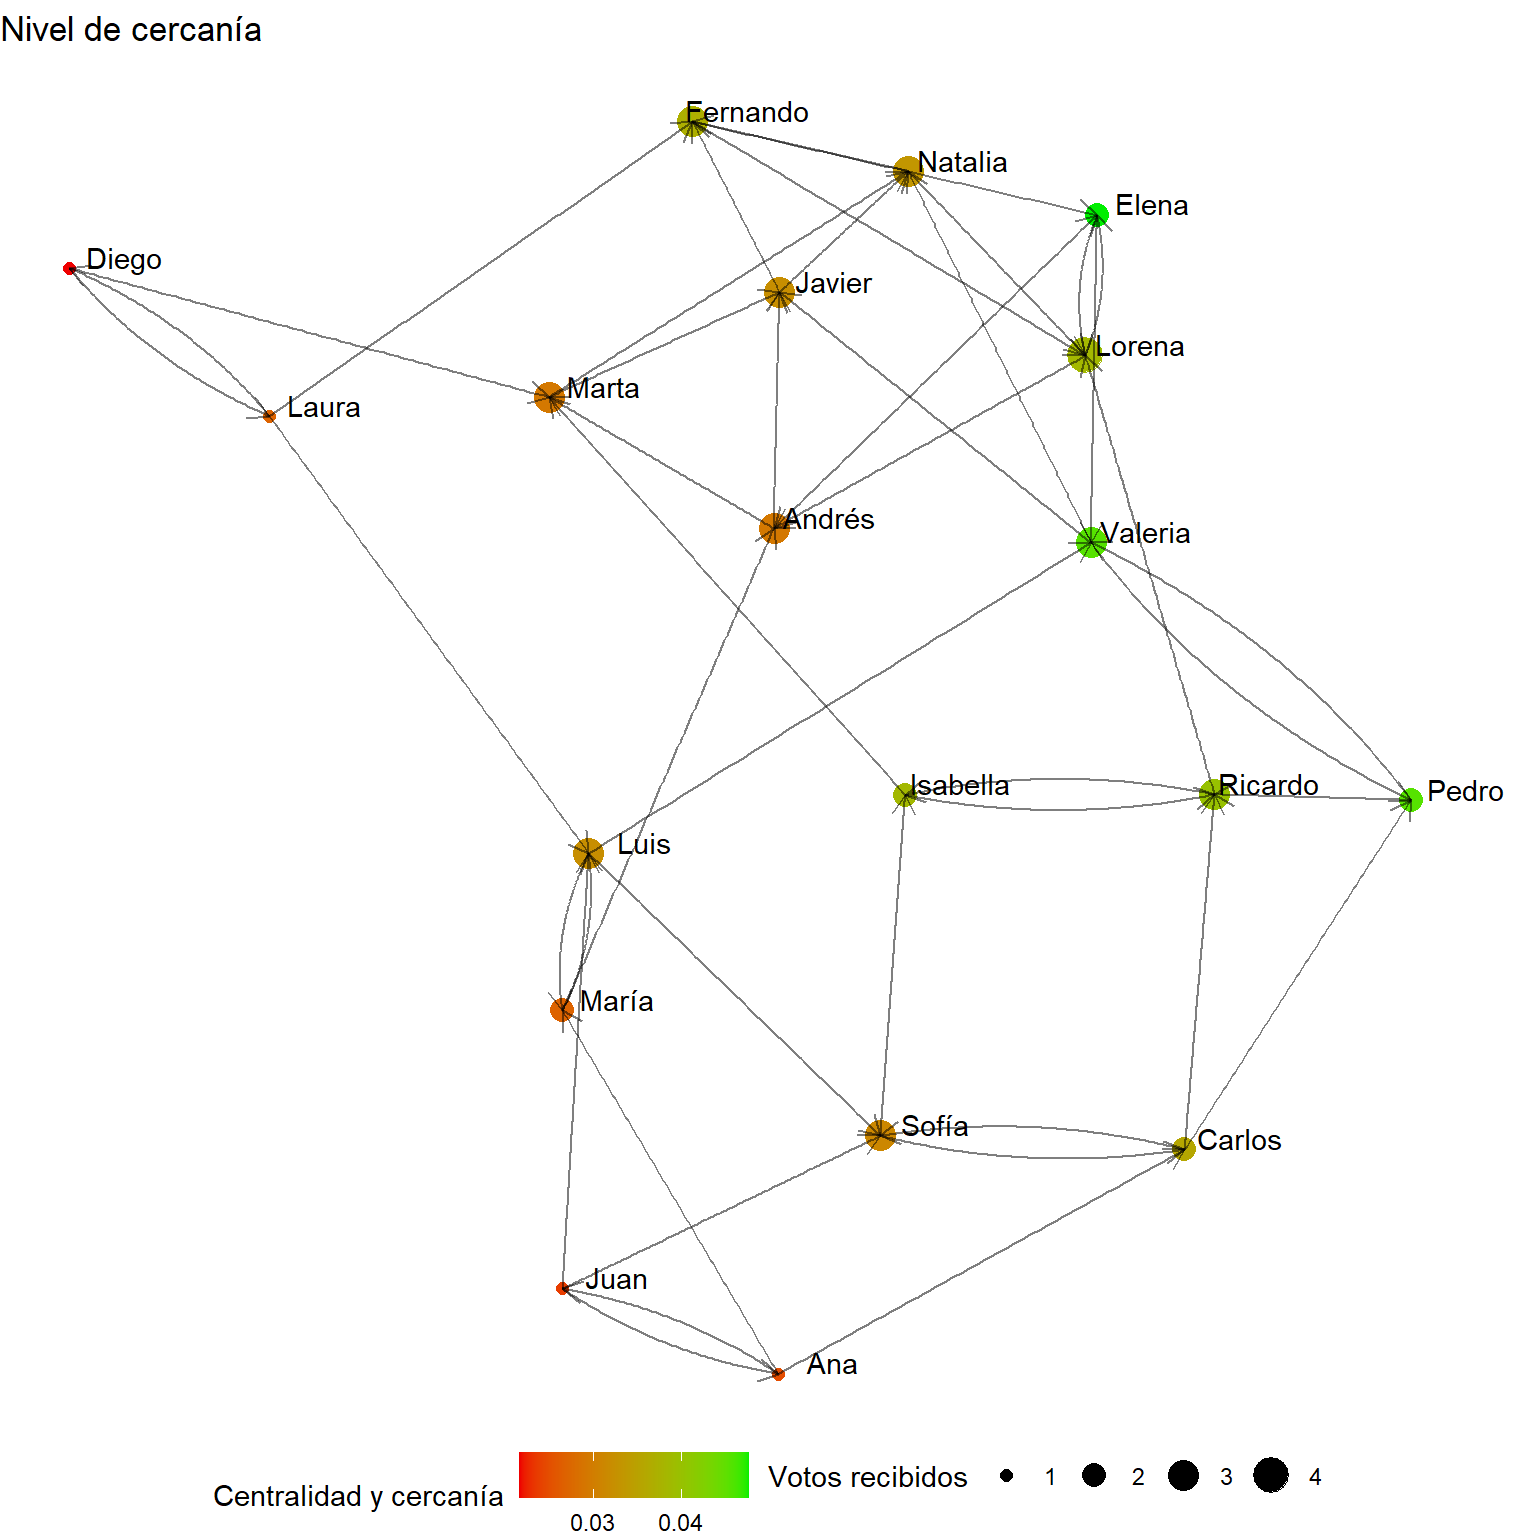 Nivel de cercanía
Fernando
Natalia
Elena
Diego
Javier
Lorena
Marta
Laura
Andrés
Valeria
Isabella
Ricardo
Pedro
Luis
María
Sofía
Carlos
Juan
Ana
Centralidad y cercanía
0.03 0.04
Votos recibidos 1 2 3 4